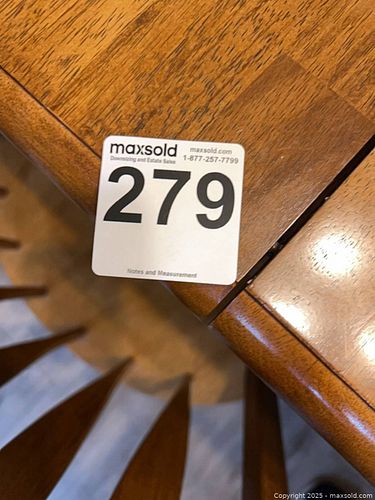 maxsold
maxsold.com
Downsizing and Estate Sales
1-877-257-7799
279
Notes and Measurement
Copyright © 2025 - maxsold.com